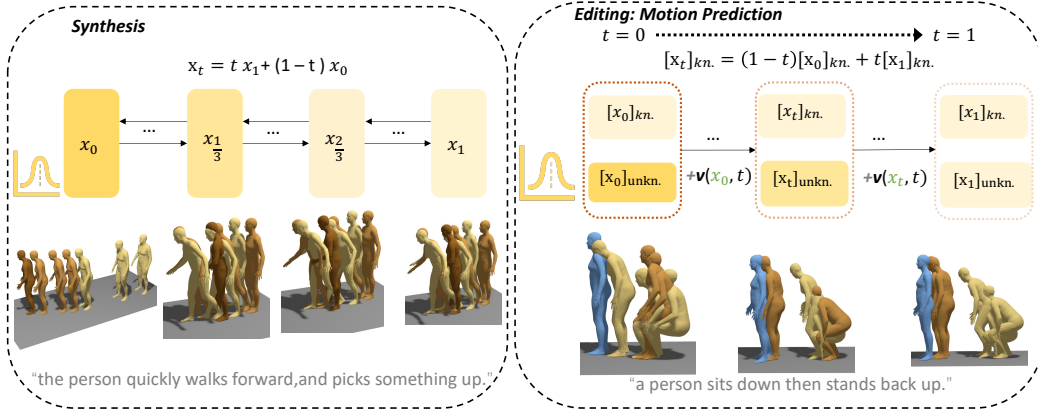 Synthesis
x_t = t x_1 + (1 − t) x_0
...
...
x_0
x_{1/3}
x_{2/3}
x_1
"the person quickly walks forward,and picks something up."
Editing: Motion Prediction
t = 0
t = 1
[x_t]_{kn.} = (1 − t)[x_0]_{kn.} + t[x_1]_{kn.}
[x_0]_{kn.}
...
[x_t]_{kn.}
...
[x_1]_{kn.}
[x_0]_{unkn.}
+v(x_0, t)
[x_t]_{unkn.}
+v(x_t, t)
[x_1]_{unkn.}
"a person sits down then stands back up."